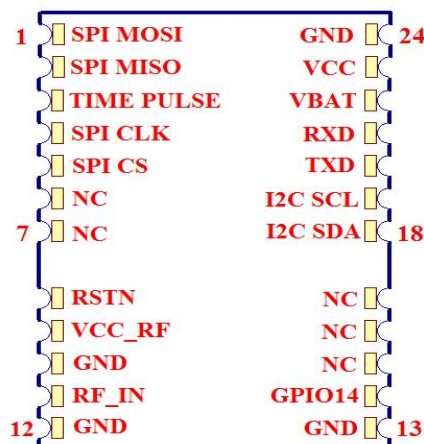 1 SPI MOSI GND 24
SPI MISO VCC
TIME PULSE VBAT
SPI CLK RXD
SPI CS TXD
NC I2C SCL
7 NC I2C SDA 18
RSTN NC
VCC_RF NC
GND NC
RF_IN GPIO14
12 GND GND 13